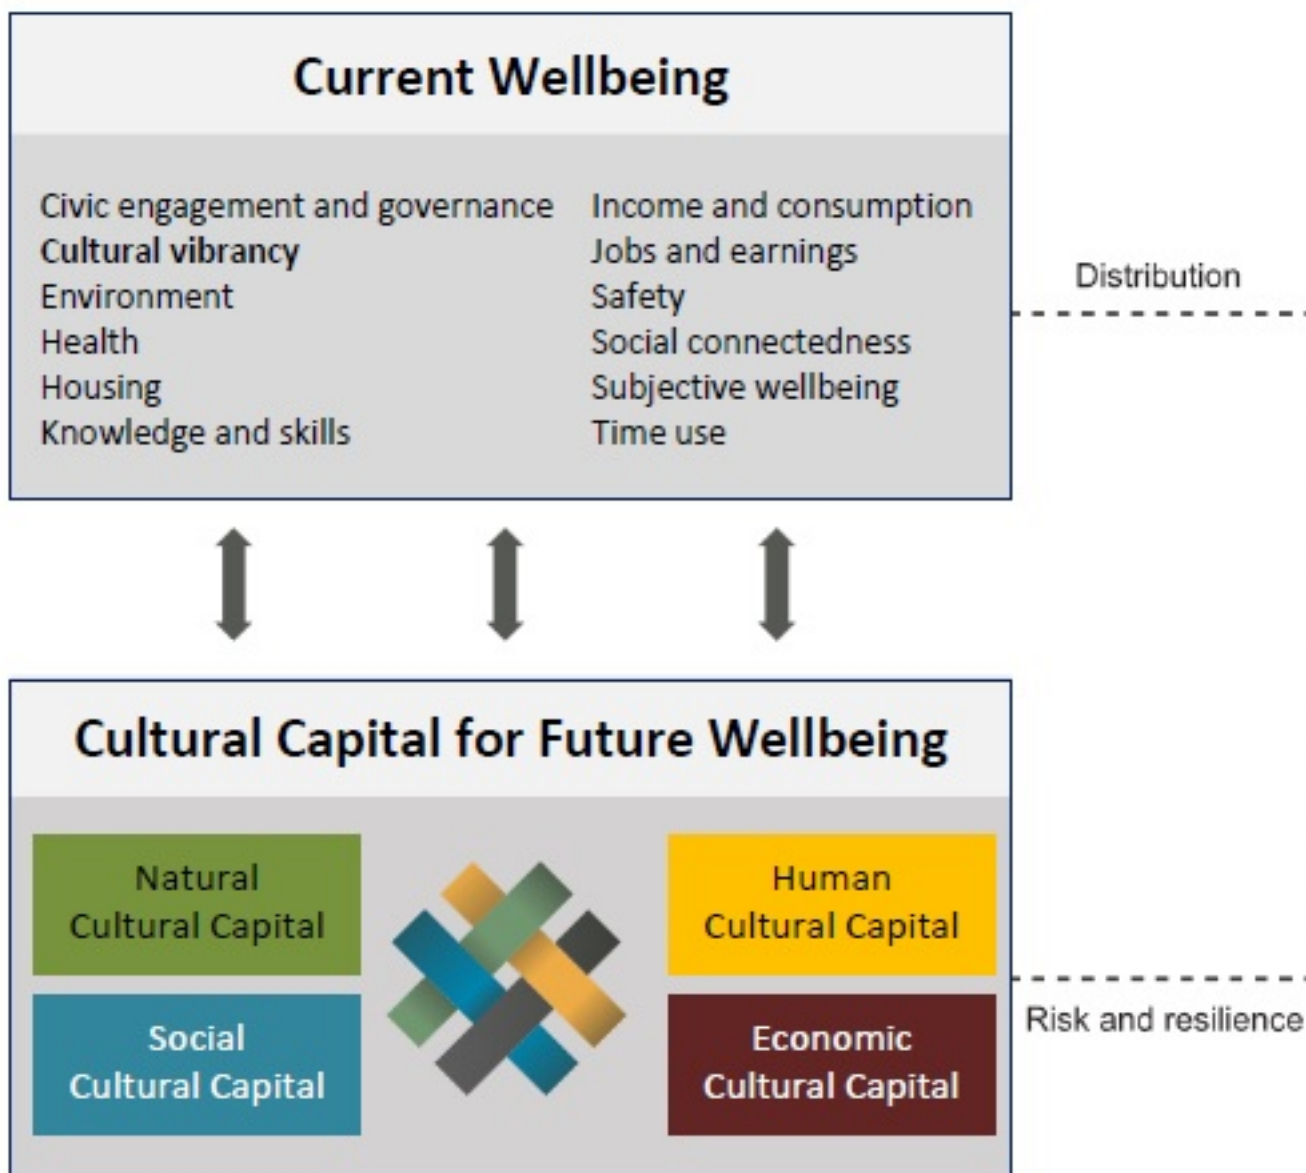 Current Wellbeing
Civic engagement and governance
Cultural vibrancy
Environment
Health
Housing
Knowledge and skills
Income and consumption
Jobs and earnings
Safety
Social connectedness
Subjective wellbeing
Time use
Distribution
Cultural Capital for Future Wellbeing
Natural
Cultural Capital
Human
Cultural Capital
Social
Cultural Capital
Economic
Cultural Capital
Risk and resilience